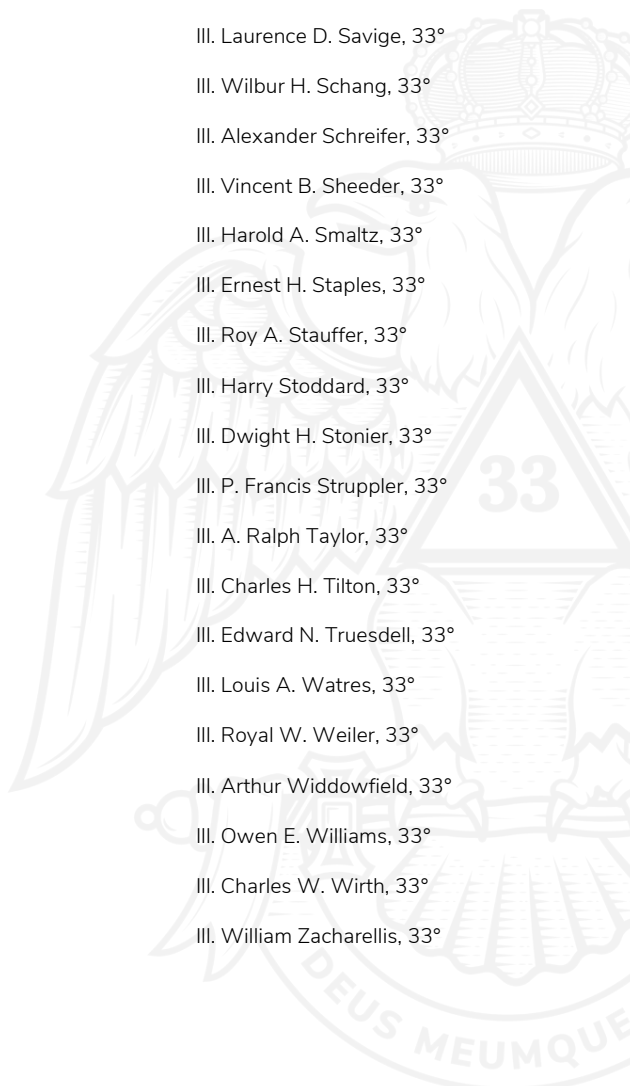 Ill. Laurence D. Savige, 33°
Ill. Wilbur H. Schang, 33°
Ill. Alexander Schreifer, 33°
Ill. Vincent B. Sheeder, 33°
Ill. Harold A. Smaltz, 33°
Ill. Ernest H. Staples, 33°
Ill. Roy A. Stauffer, 33°
Ill. Harry Stoddard, 33°
Ill. Dwight H. Stonier, 33°
Ill. P. Francis Struppler, 33°
Ill. A. Ralph Taylor, 33°
Ill. Charles H. Tilton, 33°
Ill. Edward N. Truesdell, 33°
Ill. Louis A. Watres, 33°
Ill. Royal W. Weiler, 33°
Ill. Arthur Widdowfield, 33°
Ill. Owen E. Williams, 33°
Ill. Charles W. Wirth, 33°
Ill. William Zacharellis, 33°
33
DEUS MEUMQUE